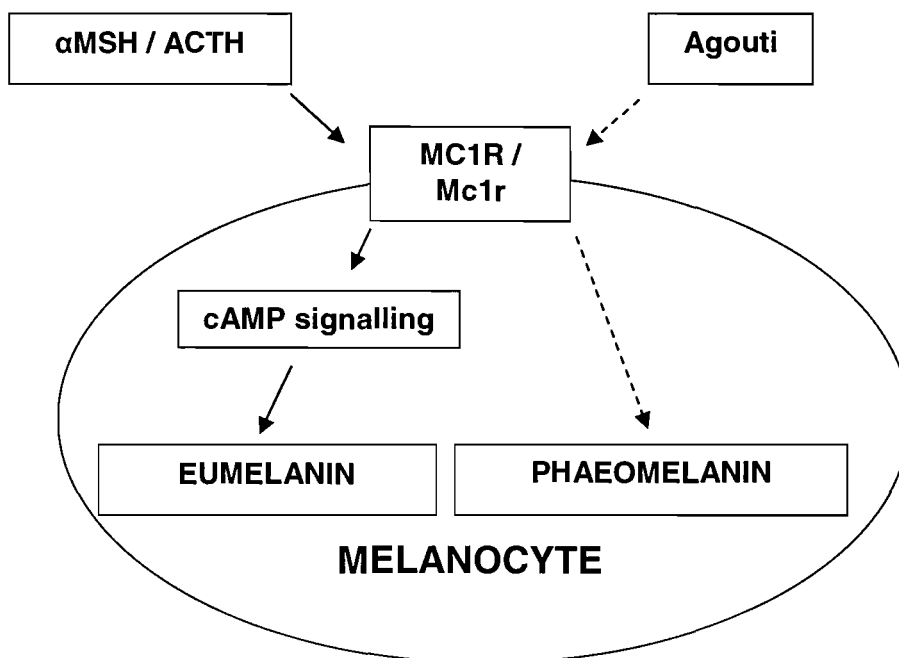 αMSH / ACTH
Agouti
MC1R /
Mc1r
cAMP signalling
EUMELANIN
PHAEOMELANIN
MELANOCYTE